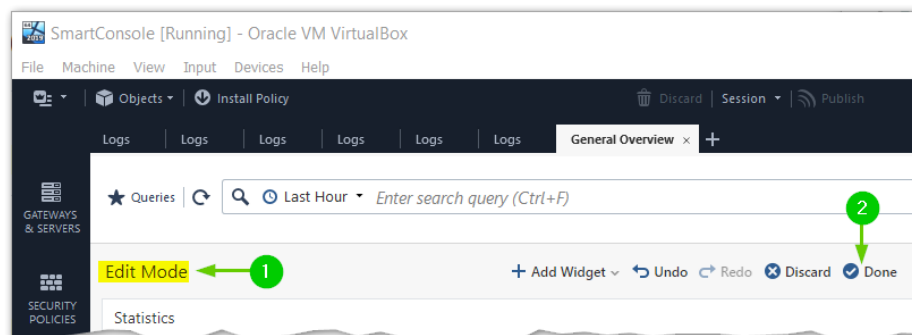 SmartConsole [Running] - Oracle VM VirtualBox
File Machine View Input Devices Help
Objects Install Policy Discard Session Publish
Logs Logs Logs Logs Logs Logs General Overview × +
GATEWAYS
& SERVERS
Queries Last Hour Enter search query (Ctrl+F)
2
Edit Mode 1 + Add Widget Undo Redo Discard Done
SECURITY
POLICIES
Statistics